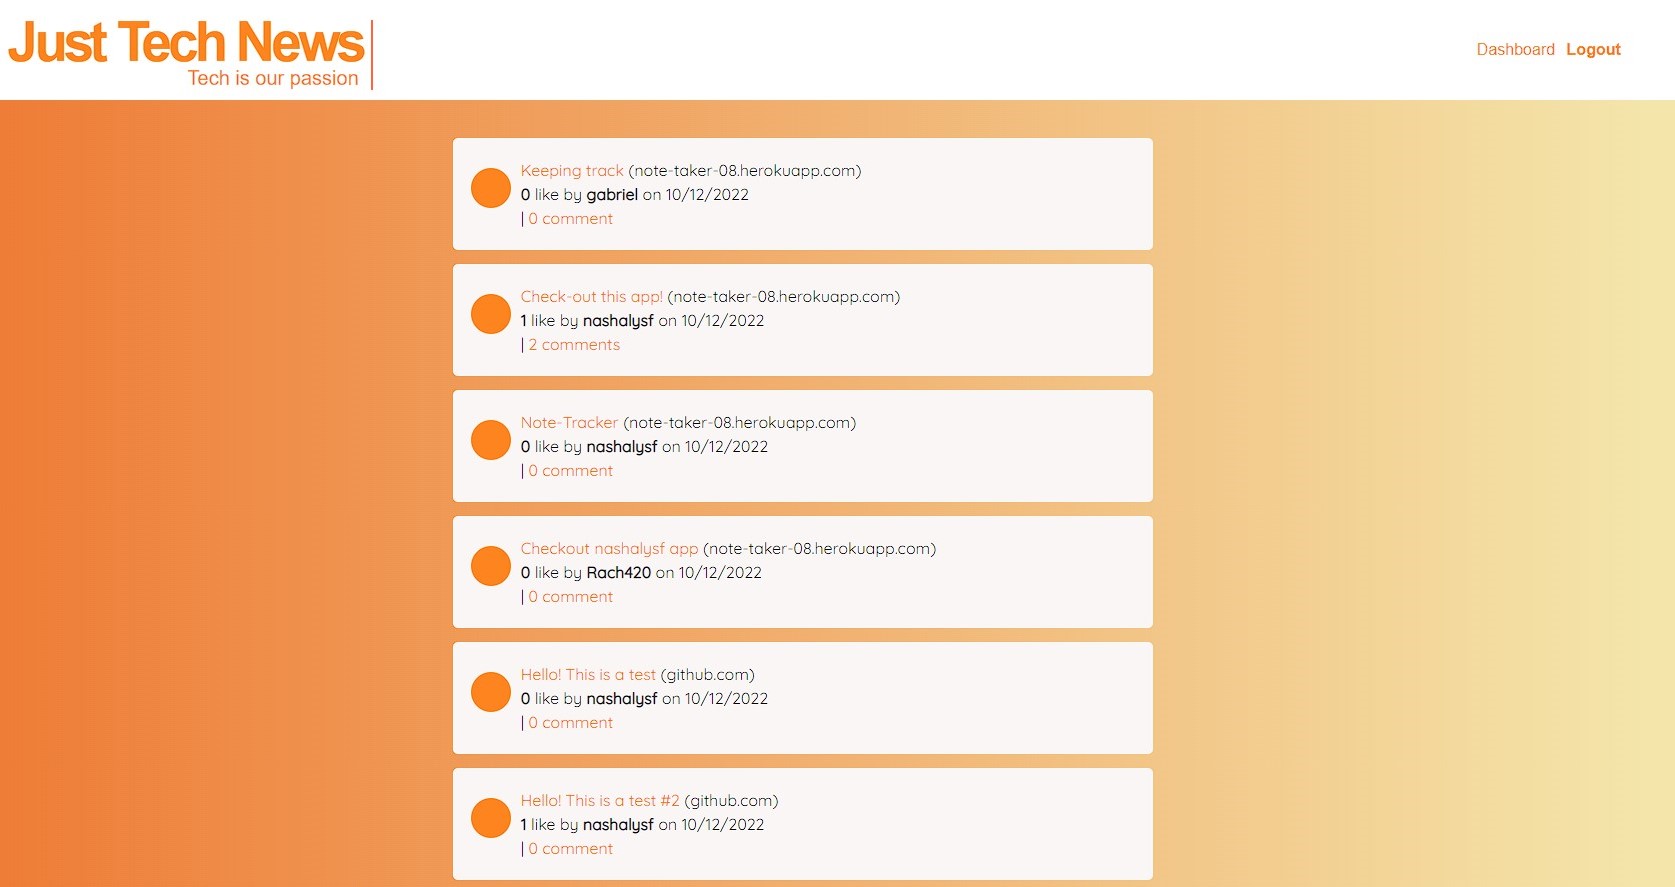 Just Tech News
Tech is our passion
Dashboard Logout
Keeping track (note-taker-08.herokuapp.com)
0 like by gabriel on 10/12/2022
| 0 comment
Check-out this app! (note-taker-08.herokuapp.com)
1 like by nashalysf on 10/12/2022
| 2 comments
Note-Tracker (note-taker-08.herokuapp.com)
0 like by nashalysf on 10/12/2022
| 0 comment
Checkout nashalysf app (note-taker-08.herokuapp.com)
0 like by Rach420 on 10/12/2022
| 0 comment
Hello! This is a test (github.com)
0 like by nashalysf on 10/12/2022
| 0 comment
Hello! This is a test #2 (github.com)
1 like by nashalysf on 10/12/2022
| 0 comment